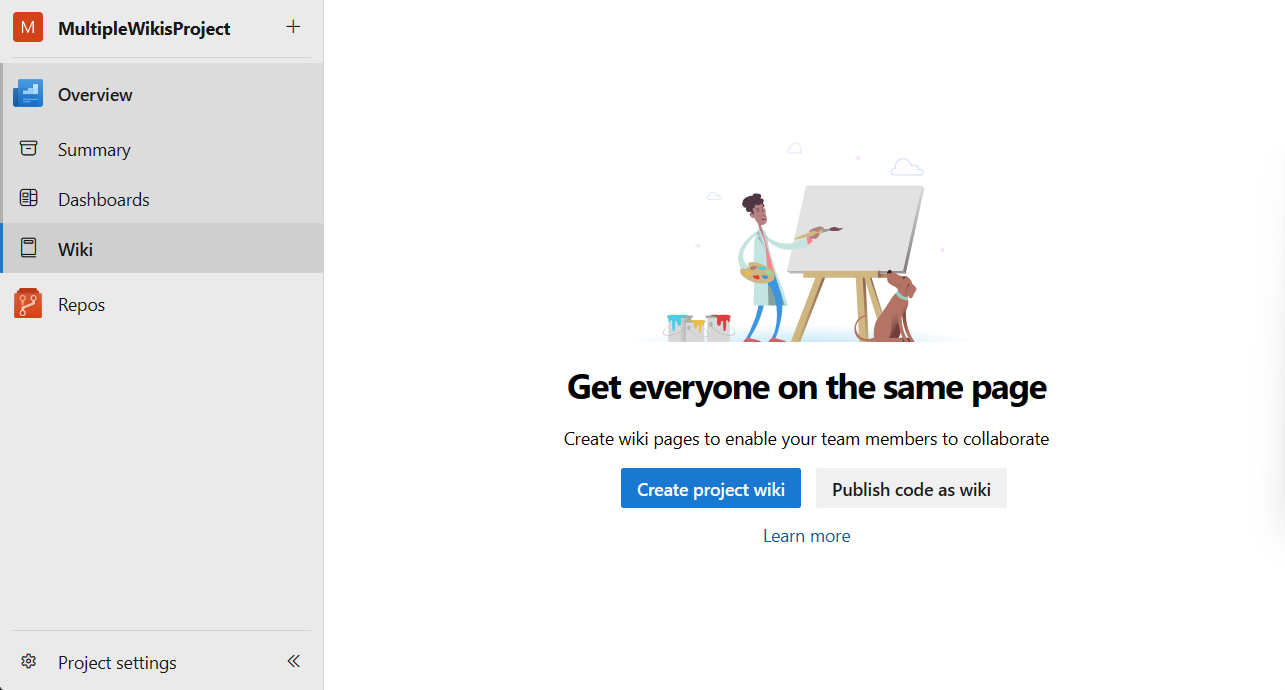 M MultipleWikisProject +
Overview
Summary
Dashboards
Wiki
Repos
Project settings
Get everyone on the same page
Create wiki pages to enable your team members to collaborate
Create project wiki Publish code as wiki
Learn more